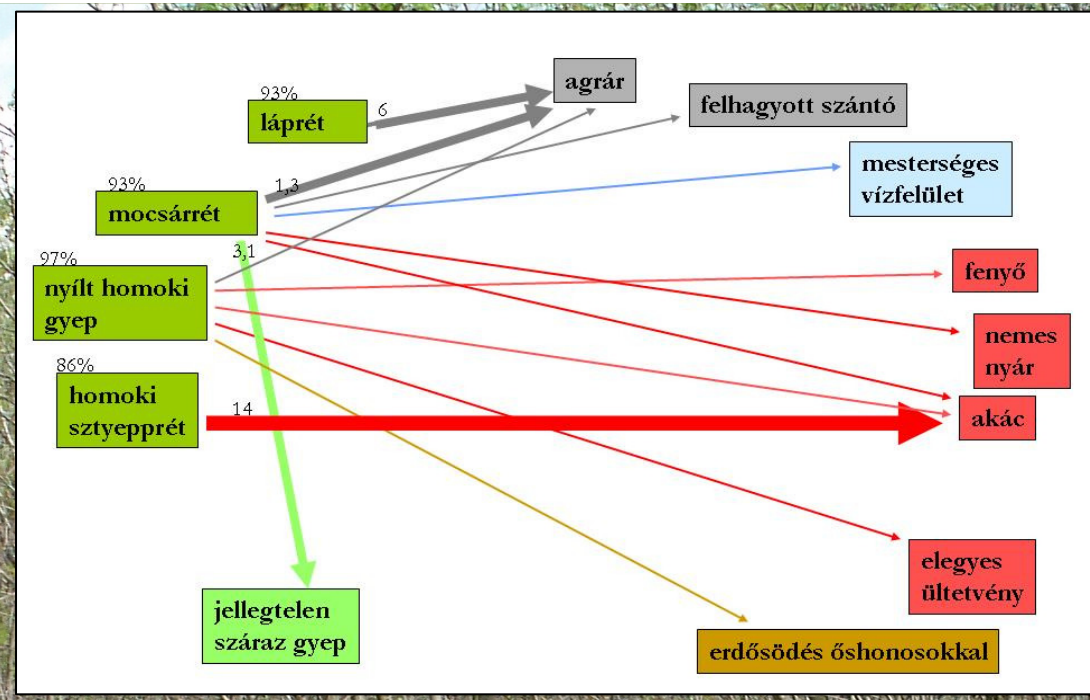 agrár
93%
láprét
6
felhagyott szántó
mesterséges
vízfelület
93%
mocsárrét
1,3
3,1
97%
nyílt homoki
gyep
fenyő
nemes
nyár
86%
homoki
sztyepprét
14
akác
elegyes
ültetvény
jellegtelen
száraz gyep
erdősödés őshonosokkal